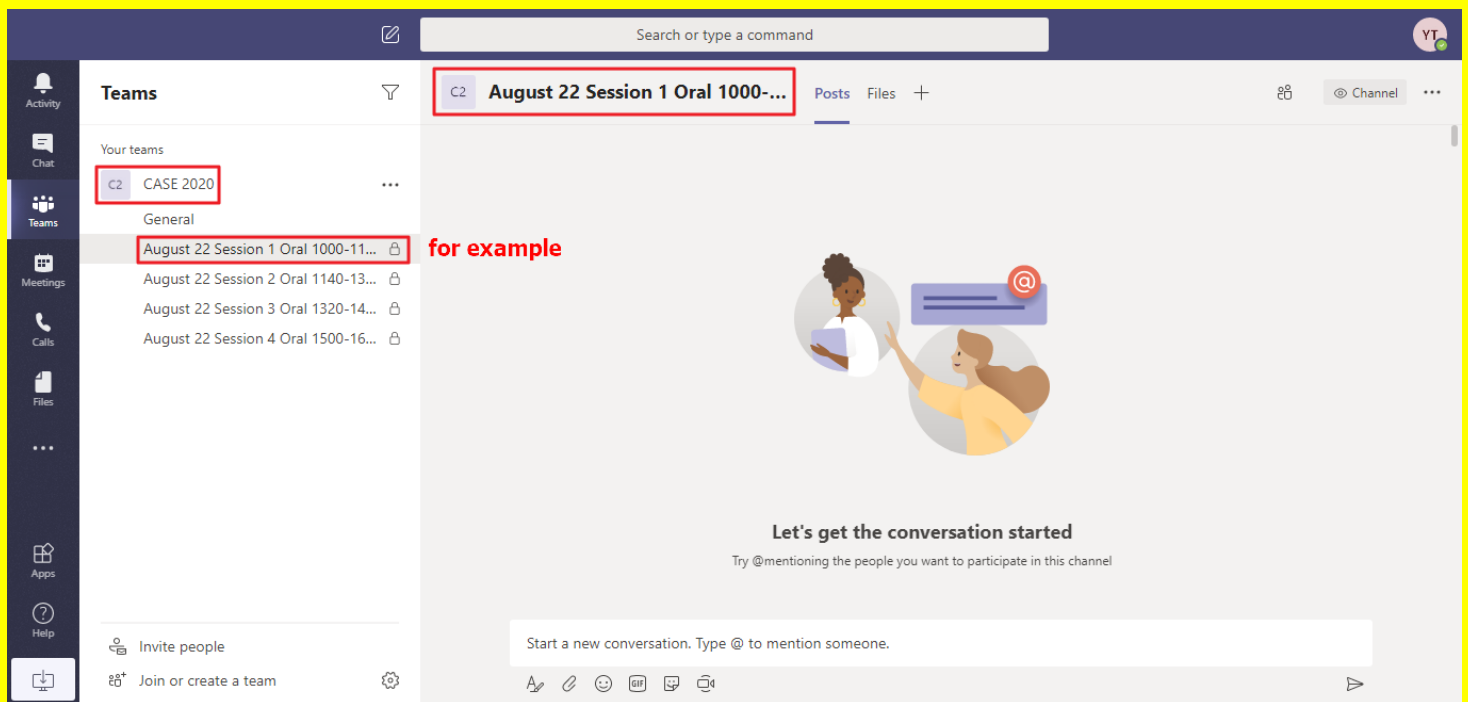 Search or type a command
YT
Activity
Chat
Teams
Meetings
Calls
Files
Apps
Help
Teams
Your teams
C2 CASE 2020
General
August 22 Session 1 Oral 1000-11...
August 22 Session 2 Oral 1140-13...
August 22 Session 3 Oral 1320-14...
August 22 Session 4 Oral 1500-16...
for example
Invite people
Join or create a team
C2 August 22 Session 1 Oral 1000-... Posts Files Channel
@
Let's get the conversation started
Try @mentioning the people you want to participate in this channel
Start a new conversation. Type @ to mention someone.
GIF